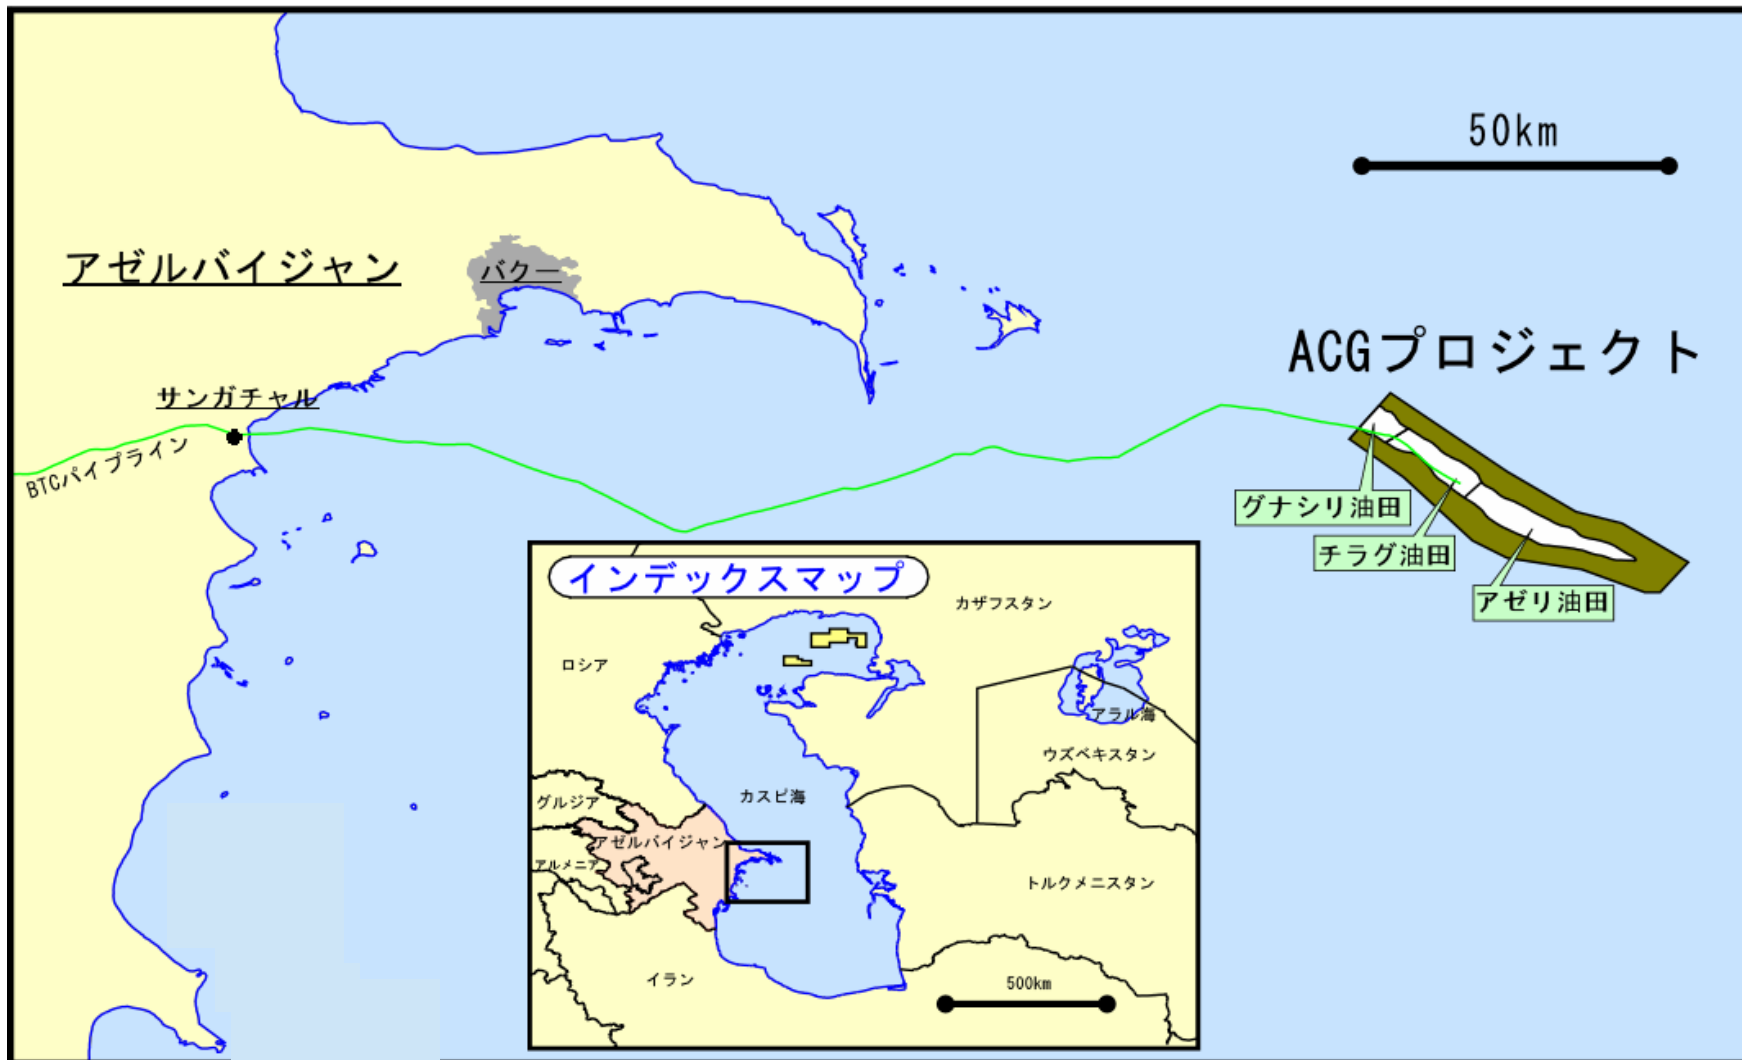 50km
アゼルバイジャン
バクー
ACGプロジェクト
サンガチャル
BTCパイプライン
グナシリ油田
チラグ油田
アゼリ油田
インデックスマップ
カザフスタン
ロシア
アラル海
ウズベキスタン
カスピ海
グルジア
アゼルバイジャン
アルメニア
トルクメニスタン
イラン
500km